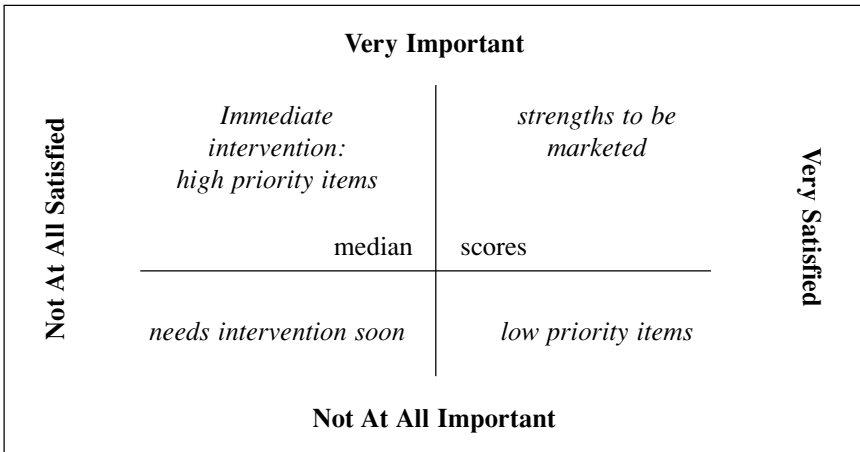 Very Important
Not At All Satisfied
Immediate
intervention:
high priority items
strengths to be
marketed
Very Satisfied
median scores
needs intervention soon
low priority items
Not At All Important